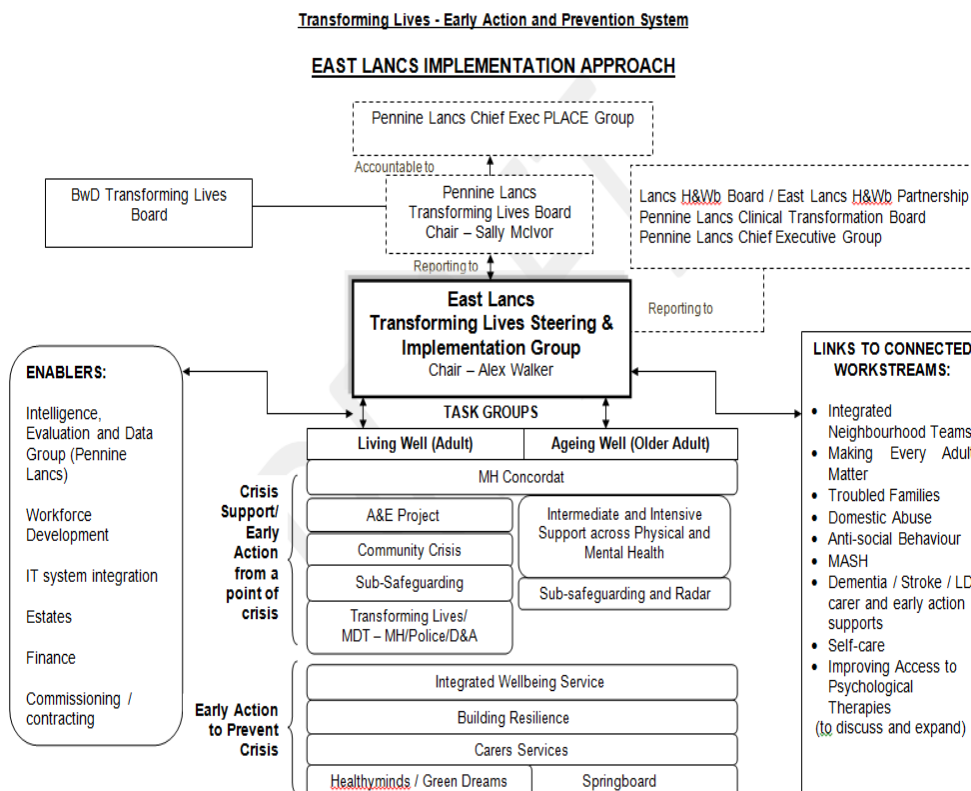 Transforming Lives - Early Action and Prevention System
EAST LANCS IMPLEMENTATION APPROACH
Pennine Lancs Chief Exec PLACE Group
Accountable to
BwD Transforming Lives
Board
Pennine Lancs
Transforming Lives Board
Chair – Sally McIvor
Lancs H&Wb Board / East Lancs H&Wb Partnership
Pennine Lancs Clinical Transformation Board
Pennine Lancs Chief Executive Group
Reporting to
East Lancs
Transforming Lives Steering &
Implementation Group
Chair – Alex Walker
Reporting to
ENABLERS:
Intelligence,
Evaluation and Data
Group (Pennine
Lancs)
Workforce
Development
IT system integration
Estates
Finance
Commissioning /
contracting
TASK GROUPS
Living Well (Adult)
Ageing Well (Older Adult)
MH Concordat
Crisis
Support/
Early
Action
from a
point of
crisis
A&E Project
Community Crisis
Sub-Safeguarding
Transforming Lives/
MDT – MH/Police/D&A
Intermediate and Intensive
Support across Physical and
Mental Health
Sub-safeguarding and Radar
Early Action
to Prevent
Crisis
Integrated Wellbeing Service
Building Resilience
Carers Services
Healthyminds / Green Dreams
Springboard
LINKS TO CONNECTED
WORKSTREAMS:
• Integrated
Neighbourhood Teams
• Making Every Adult
Matter
• Troubled Families
• Domestic Abuse
• Anti-social Behaviour
• MASH
• Dementia / Stroke / LD
carer and early action
supports
• Self-care
• Improving Access to
Psychological
Therapies
(to discuss and expand)